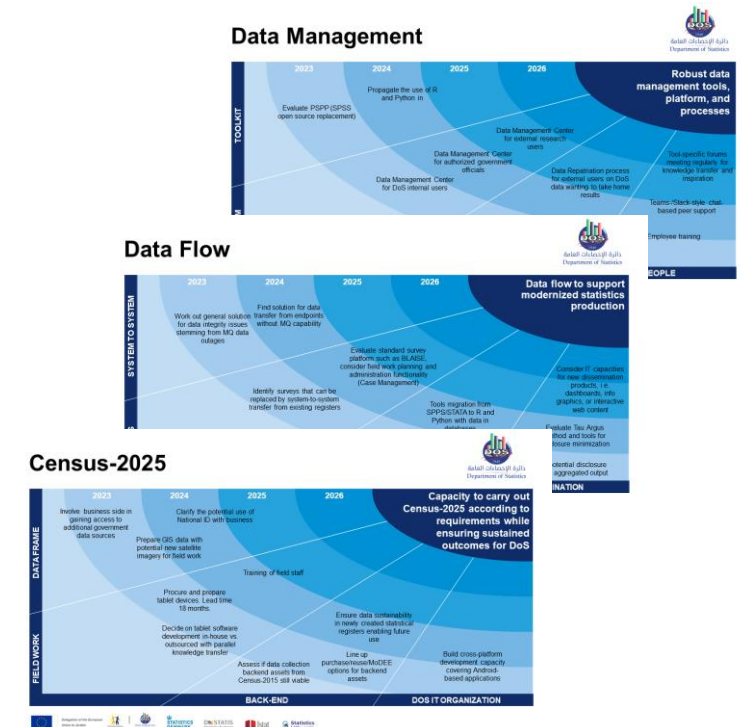 Data Management
دائرة الإحصاءات العامة
Department of Statistics
2023
2024
2025
2026
Robust data
management tools,
platform, and
processes
TOOLKIT
Propagate the use of R
and Python in
Evaluate PSPP (SPSS
open source replacement)
Data Management Center
for external research
users
Data Management Center
for authorized government
officials
Data Management Center
for DoS internal users
Data Repatriation process
for external users on DoS
data wanting to take home
results
Tool-specific forums
meeting regularly for
knowledge transfer and
inspiration
Teams-/Slack-style chat-
based peer support
Employee training
EOPLE
Data Flow
دائرة الإحصاءات العامة
Department of Statistics
2023
2024
2025
2026
Data flow to support
modernized statistics
production
SYSTEM TO SYSTEM
Find solution for data
transfer from endpoints
without MQ capability
Work out general solution
for data integrity issues
stemming from MQ data
outages
Evaluate standard survey
platform such as BLAISE,
consider field work planning and
administration functionality
(Case Management)
Identify surveys that can be
replaced by system-to-system
transfer from existing registers
Tools migration from
SPPS/STATA to R and
Python with data in
Consider IT capacities
for new dissemination
products, i.e.
dashboards, info
graphics, or interactive
web content
Evaluate Tau Argus
thod and tools for
closure minimization
otential disclosure
aggregated output
INATION
Census-2025
دائرة الإحصاءات العامة
Department of Statistics
2023
2024
2025
2026
Capacity to carry out
Census-2025 according to
requirements while
ensuring sustained
outcomes for DoS
DATA FRAME
Involve business side in
gaining access to
additional government
data sources
Clarify the potential use of
National ID with business
Prepare GIS data with
potential new satellite
imagery for field work
Training of field staff
FIELD WORK
Procure and prepare
tablet devices. Lead time
18 months.
Decide on tablet software
development in-house vs.
outsourced with parallel
knowledge transfer
Assess if data collection
backend assets from
Census-2015 still viable
Ensure data sustainability
in newly created statistical
registers enabling future
use
Line up
purchase/reuse/MoDEE
options for backend
assets
Build cross-platform
development capacity
covering Android-
based applications
BACK-END
DOS IT ORGANIZATION
STATISTICS
DESTATIS
Istat
Statistics